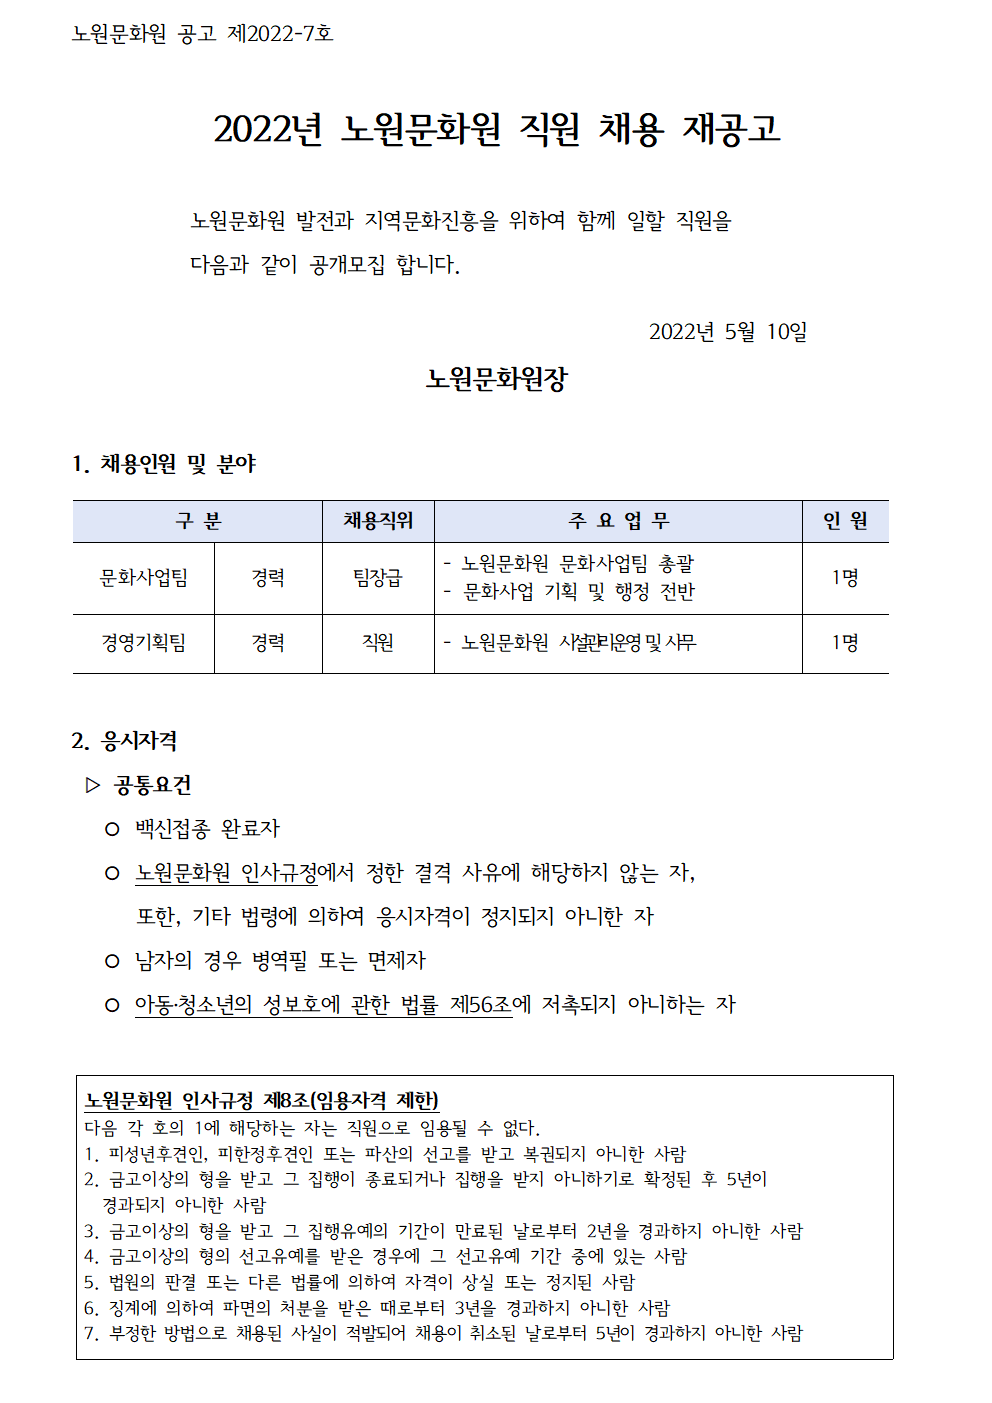 노원문화원 공고 제2022-7호
2022년 노원문화원 직원 채용 재공고
노원문화원 발전과 지역문화진흥을 위하여 함께 일할 직원을
다음과 같이 공개모집 합니다.
2022년 5월 10일
노원문화원장
1. 채용인원 및 분야
구 분 채용직위 주 요 업 무 인 원
문화사업팀 경력 팀장급 - 노원문화원 문화사업팀 총괄
- 문화사업 기획 및 행정 전반 1명
경영기획팀 경력 직원 - 노원문화원 시설관리운영 및 사무 1명
2. 응시자격
▷ 공통요건
○ 백신접종 완료자
○ 노원문화원 인사규정에서 정한 결격 사유에 해당하지 않는 자,
또한, 기타 법령에 의하여 응시자격이 정지되지 아니한 자
○ 남자의 경우 병역필 또는 면제자
○ 아동·청소년의 성보호에 관한 법률 제56조에 저촉되지 아니하는 자
노원문화원 인사규정 제8조(임용자격 제한)
다음 각 호의 1에 해당하는 자는 직원으로 임용될 수 없다.
1. 피성년후견인, 피한정후견인 또는 파산의 선고를 받고 복권되지 아니한 사람
2. 금고이상의 형을 받고 그 집행이 종료되거나 집행을 받지 아니하기로 확정된 후 5년이
경과되지 아니한 사람
3. 금고이상의 형을 받고 그 집행유예의 기간이 만료된 날로부터 2년을 경과하지 아니한 사람
4. 금고이상의 형의 선고유예를 받은 경우에 그 선고유예 기간 중에 있는 사람
5. 법원의 판결 또는 다른 법률에 의하여 자격이 상실 또는 정지된 사람
6. 징계에 의하여 파면의 처분을 받은 때로부터 3년을 경과하지 아니한 사람
7. 부정한 방법으로 채용된 사실이 적발되어 채용이 취소된 날로부터 5년이 경과하지 아니한 사람